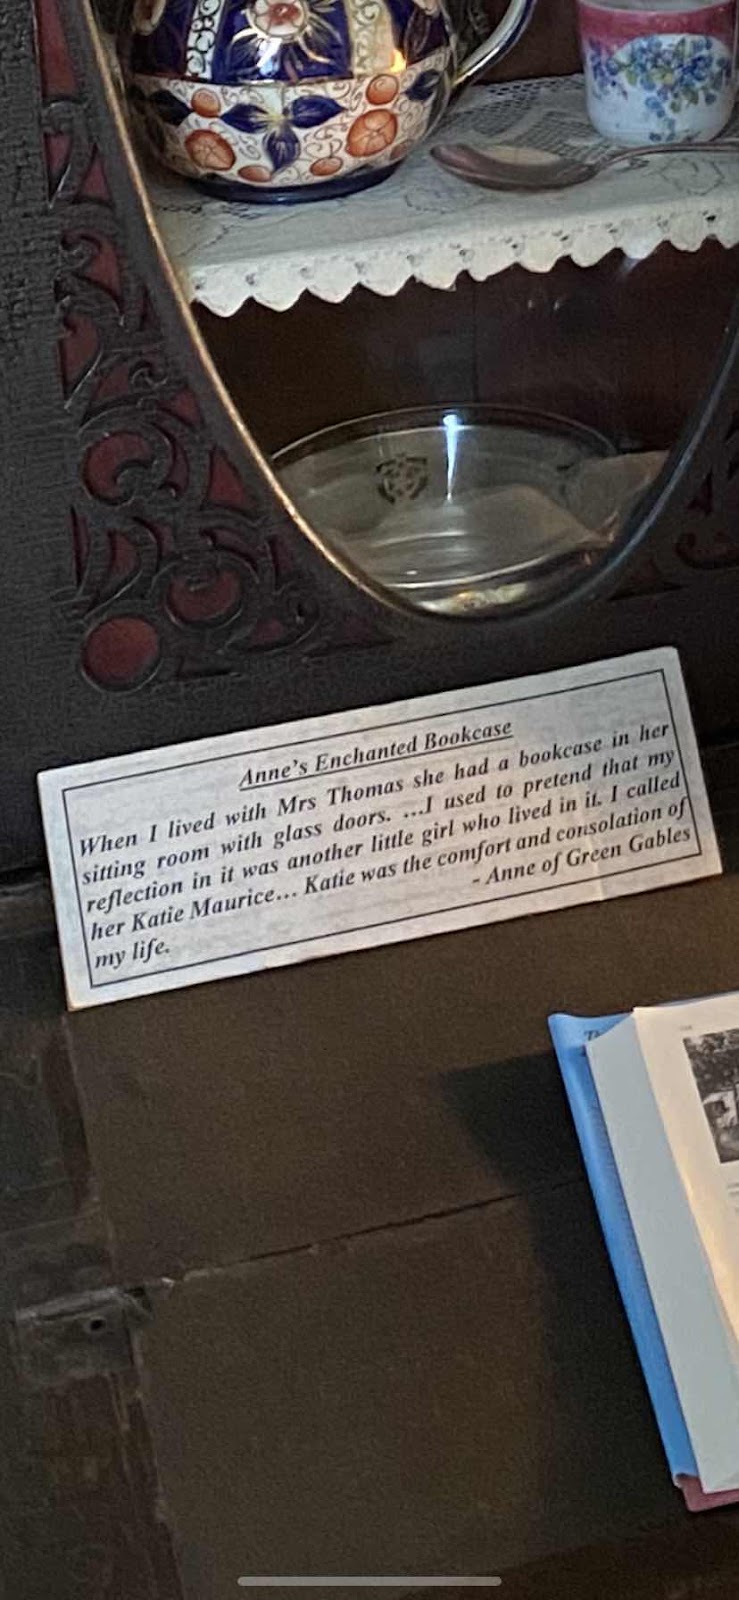 Anne's Enchanted Bookcase
When I lived with Mrs Thomas she had a bookcase in her
sitting room with glass doors. ...I used to pretend that my
reflection in it was another little girl who lived in it. I called
her Katie Maurice... Katie was the comfort and consolation of
my life.
- Anne of Green Gables